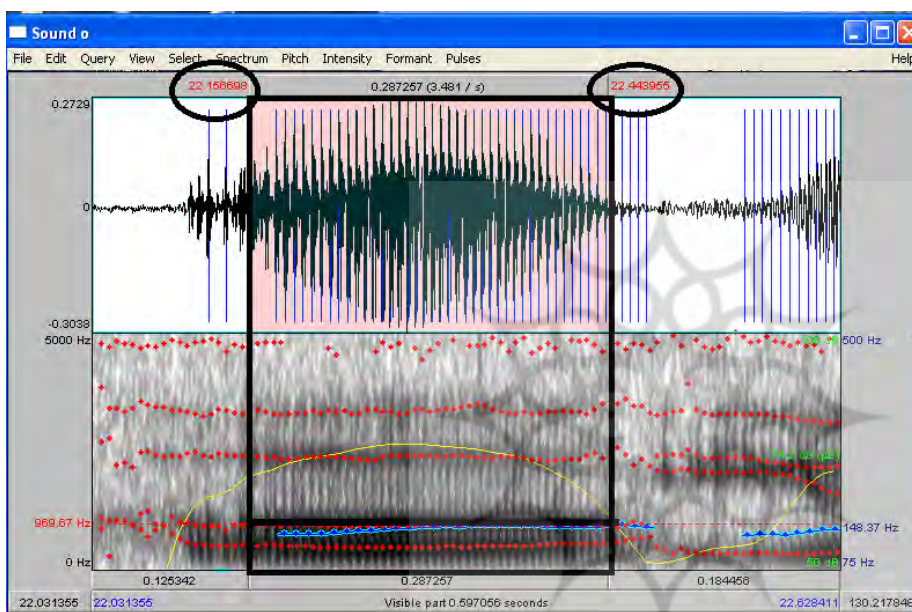 Sound o
File Edit Query View Select Spectrum Pitch Intensity Formant Pulses Help
22.156698 0.287257 (3.481 / s) 22.443955
0.2729
0
-0.3038
5000 Hz 500 Hz
969.67 Hz 148.37 Hz
0 Hz 50 dB 75 Hz
0.125342 0.287257 0.184456
22.031355 22.031355 Visible part 0.597056 seconds 22.628411 130.217848